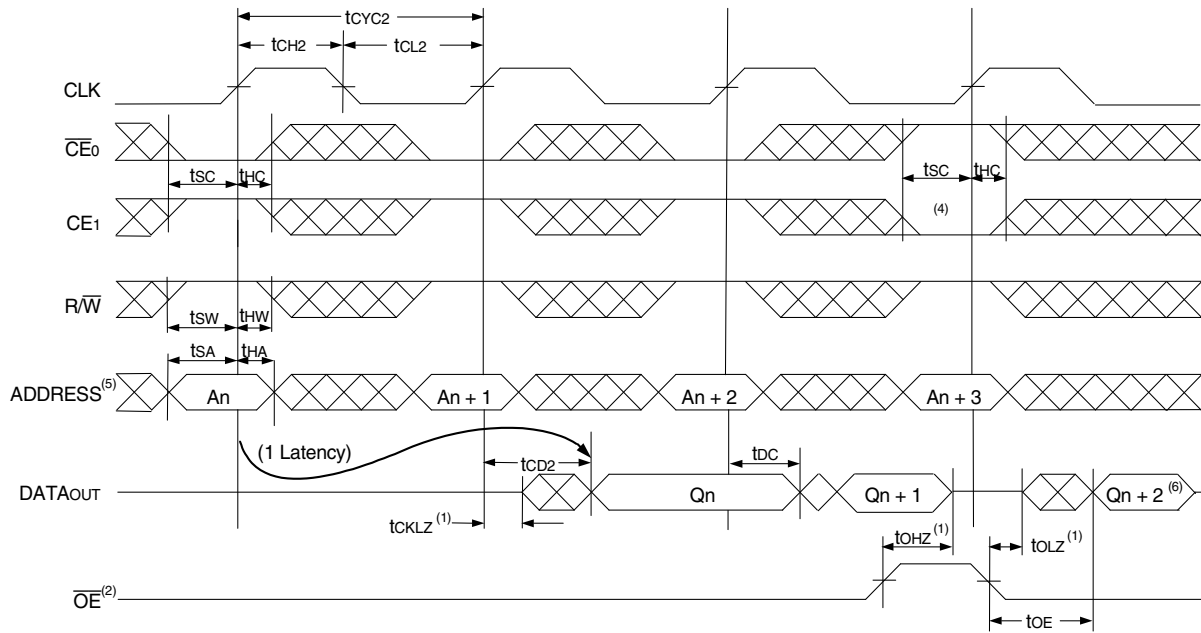 tCYC2
tCH2 tCL2
CLK
CE0
tSC tHC tSC tHC
CE1 (4)
R/W
tSW tHW
tSA tHA
ADDRESS(5) An An + 1 An + 2 An + 3
(1 Latency) tCD2 tDC
DATAOUT Qn Qn + 1 Qn + 2(6)
tCKLZ(1) tOHZ(1) tOLZ(1)
OE(2)
tOE